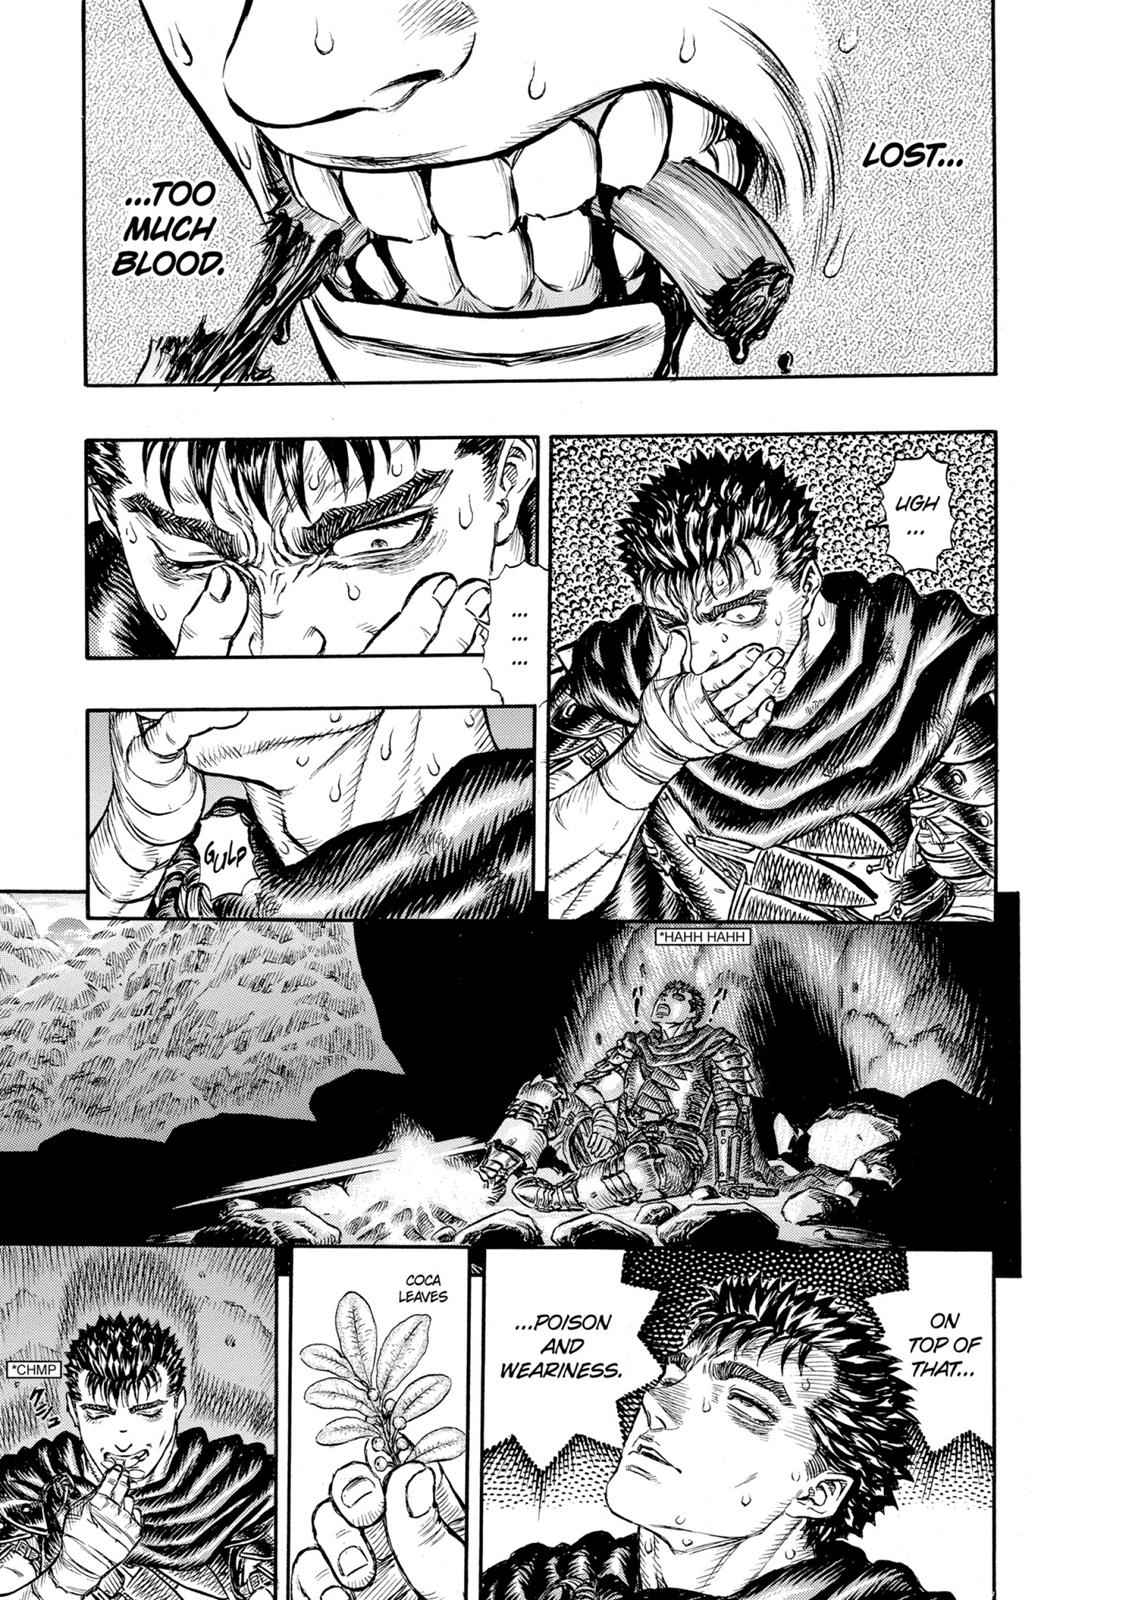 LOST...
...TOO
MUCH
BLOOD.
UGH
...
...
...
...
GULP
*HAHH HAHH
ON
TOP OF
THAT...
...POISON
AND
WEARINESS.
COCA
LEAVES
*CHMP